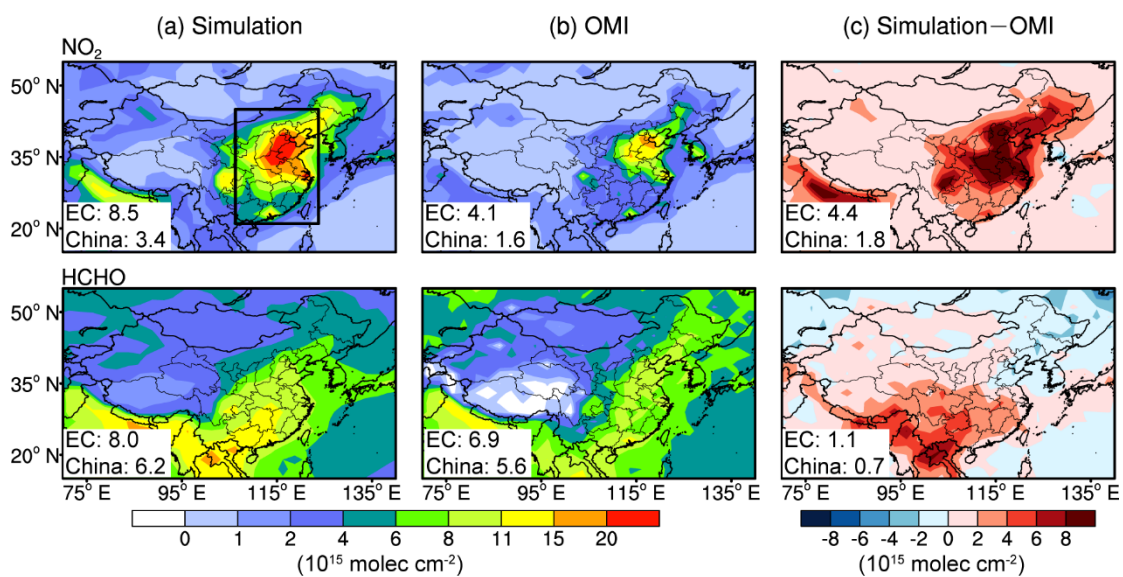 (a) Simulation (b) OMI (c) Simulation−OMI
NO₂
50° N
35° N
20° N
EC: 8.5
China: 3.4
EC: 4.1
China: 1.6
EC: 4.4
China: 1.8
HCHO
50° N
35° N
20° N
EC: 8.0
China: 6.2
EC: 6.9
China: 5.6
EC: 1.1
China: 0.7
75° E 95° E 115° E 135° E 75° E 95° E 115° E 135° E 75° E 95° E 115° E 135° E
0 1 2 4 6 8 11 15 20
(10¹⁵ molec cm⁻²)
-8 -6 -4 -2 0 2 4 6 8
(10¹⁵ molec cm⁻²)